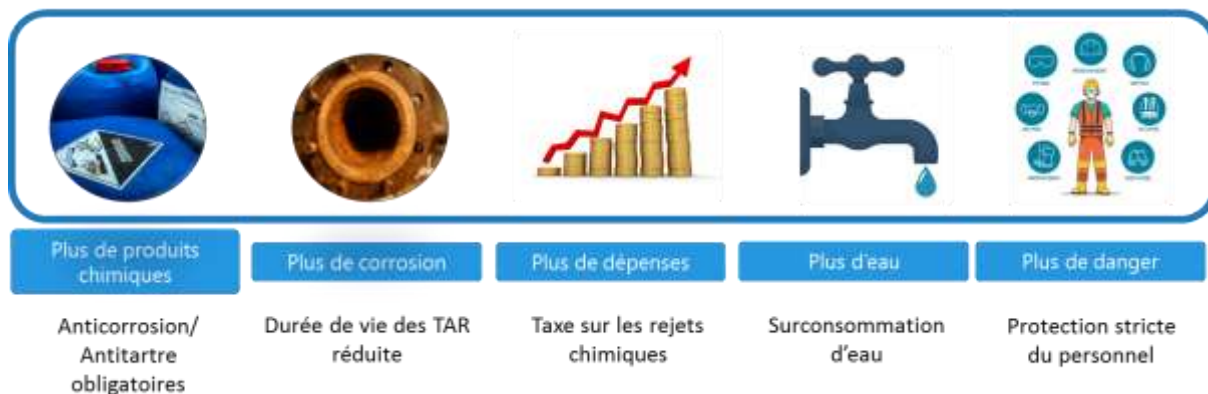 Plus de produits
chimiques
Plus de corrosion
Plus de dépenses
Plus d'eau
Plus de danger
Anticorrosion/
Antitartre
obligatoires
Durée de vie des TAR
réduite
Taxe sur les rejets
chimiques
Surconsommation
d'eau
Protection stricte
du personnel